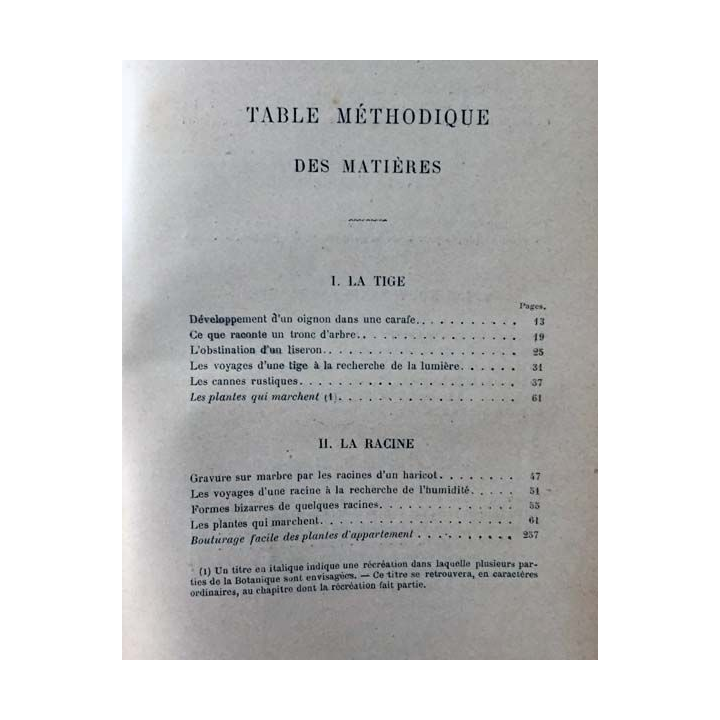 TABLE MÉTHODIQUE
DES MATIÈRES
I. LA TIGE
Pages.
Développement d'un oignon dans une carafe. . . . . . . . . . 13
Ce que raconte un tronc d'arbre. . . . . . . . . . . . . . 19
L'obstination d'un liseron. . . . . . . . . . . . . . . . 25
Les voyages d'une tige à la recherche de la lumière. . . . . . 31
Les cannes rustiques. . . . . . . . . . . . . . . . . . 37
Les plantes qui marchent (1). . . . . . . . . . . . . . . 61
II. LA RACINE
Gravure sur marbre par les racines d'un haricot. . . . . . . . 47
Les voyages d'une racine à la recherche de l'humidité. . . . . 51
Formes bizarres de quelques racines. . . . . . . . . . . . 55
Les plantes qui marchent. . . . . . . . . . . . . . . . 61
Bouturage facile des plantes d'appartement . . . . . . . . . 257
(1) Un titre en italique indique une récréation dans laquelle plusieurs par-
ties de la Botanique sont envisagées. — Ce titre se retrouvera, en caractères
ordinaires, au chapitre dont la récréation fait partie.